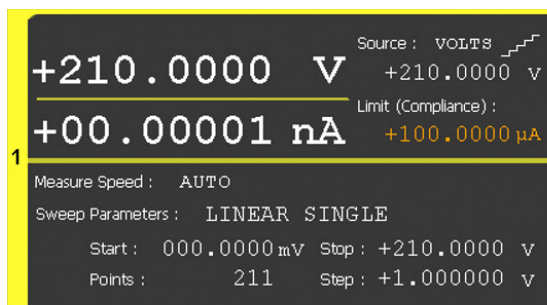 +210.0000 V
Source : VOLTS
+210.0000 V
+00.00001 nA
Limit (Compliance) :
+100.0000 µA
1
Measure Speed : AUTO
Sweep Parameters : LINEAR SINGLE
Start : 000.0000 mV Stop : +210.0000 V
Points : 211 Step : +1.000000 V